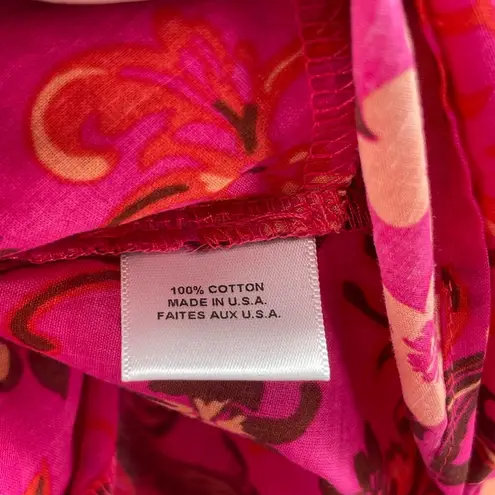 100% COTTON
MADE IN U.S.A.
FAITES AUX U.S.A.